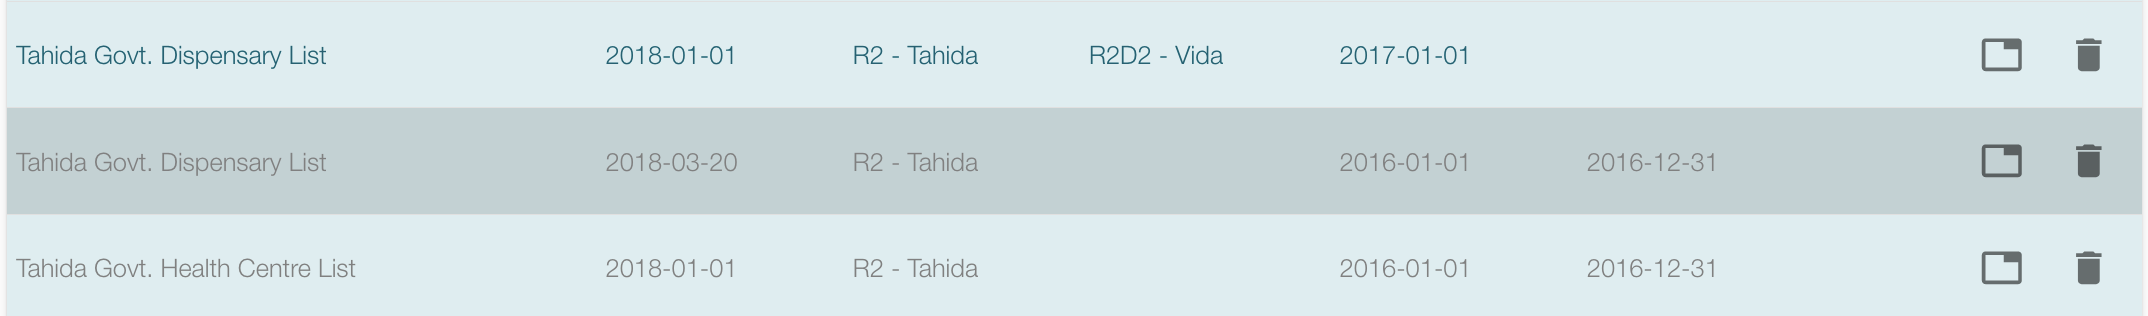 Tahida Govt. Dispensary List 2018-01-01 R2 - Tahida R2D2 - Vida 2017-01-01
Tahida Govt. Dispensary List 2018-03-20 R2 - Tahida 2016-01-01 2016-12-31
Tahida Govt. Health Centre List 2018-01-01 R2 - Tahida 2016-01-01 2016-12-31